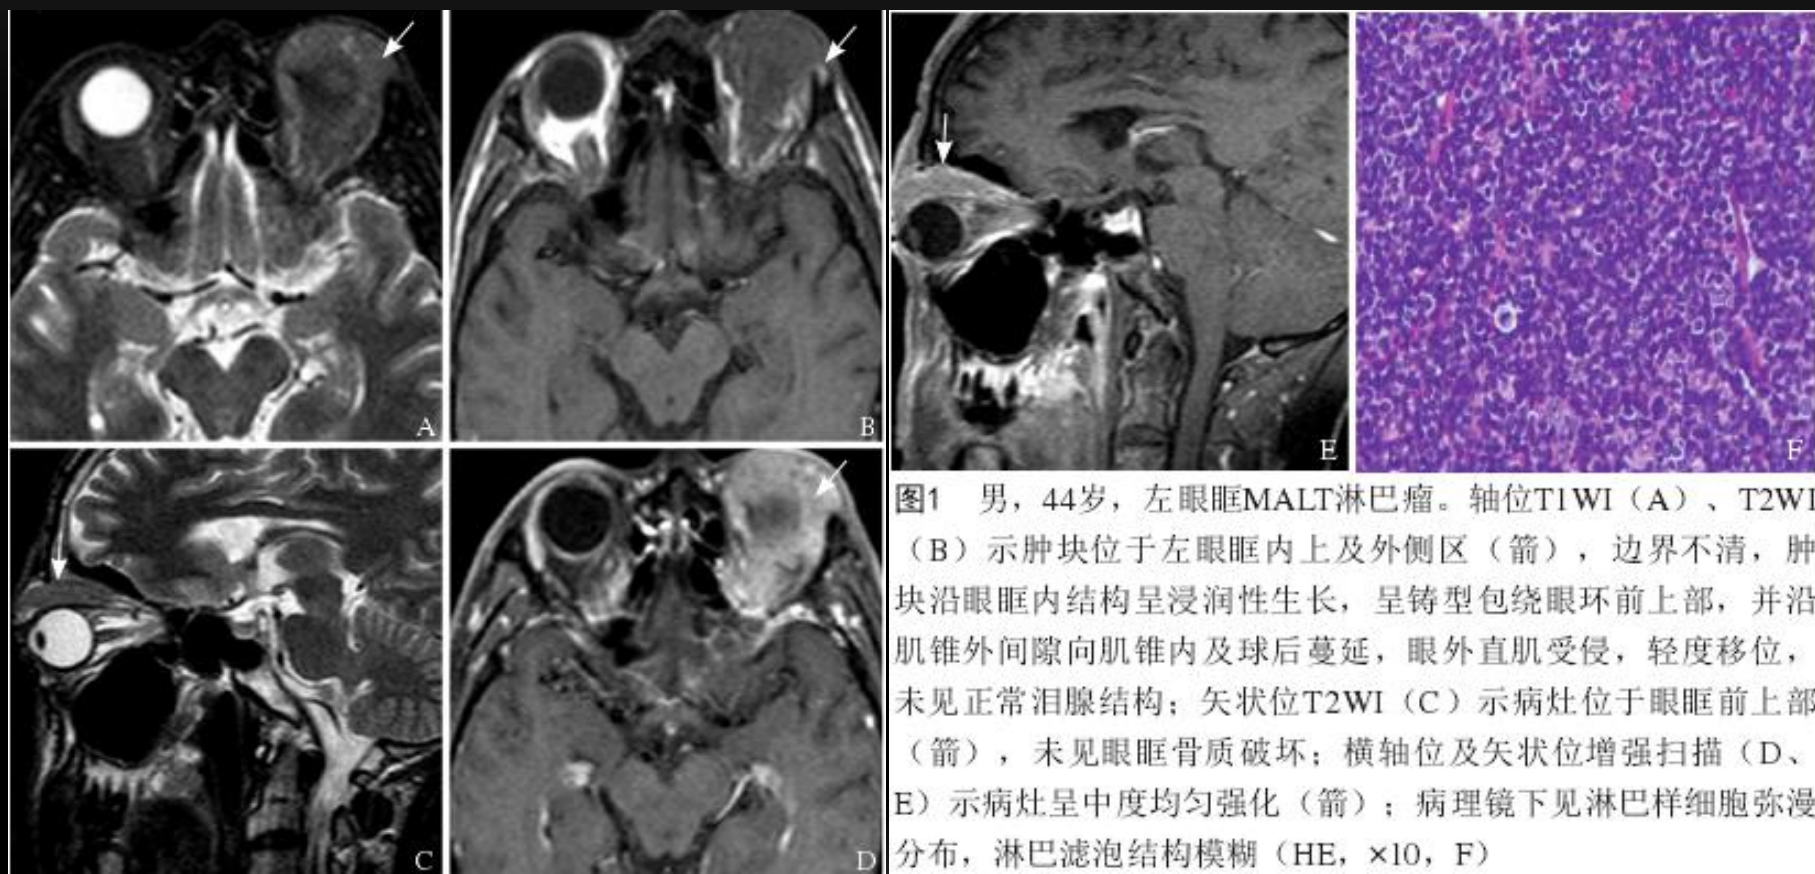 A
B
C
D
E
F
图1 男，44岁，左眼眶MALT淋巴瘤。轴位T1WI（A）、T2WI
（B）示肿块位于左眼眶内上及外侧区（箭），边界不清，肿
块沿眼眶内结构呈浸润性生长，呈铸型包绕眼环前上部，并沿
肌锥外间隙向肌锥内及球后蔓延，眼外直肌受侵，轻度移位，
未见正常泪腺结构；矢状位T2WI（C）示病灶位于眼眶前上部
（箭），未见眼眶骨质破坏；横轴位及矢状位增强扫描（D、
E）示病灶呈中度均匀强化（箭）；病理镜下见淋巴样细胞弥漫
分布，淋巴滤泡结构模糊（HE，×10，F）